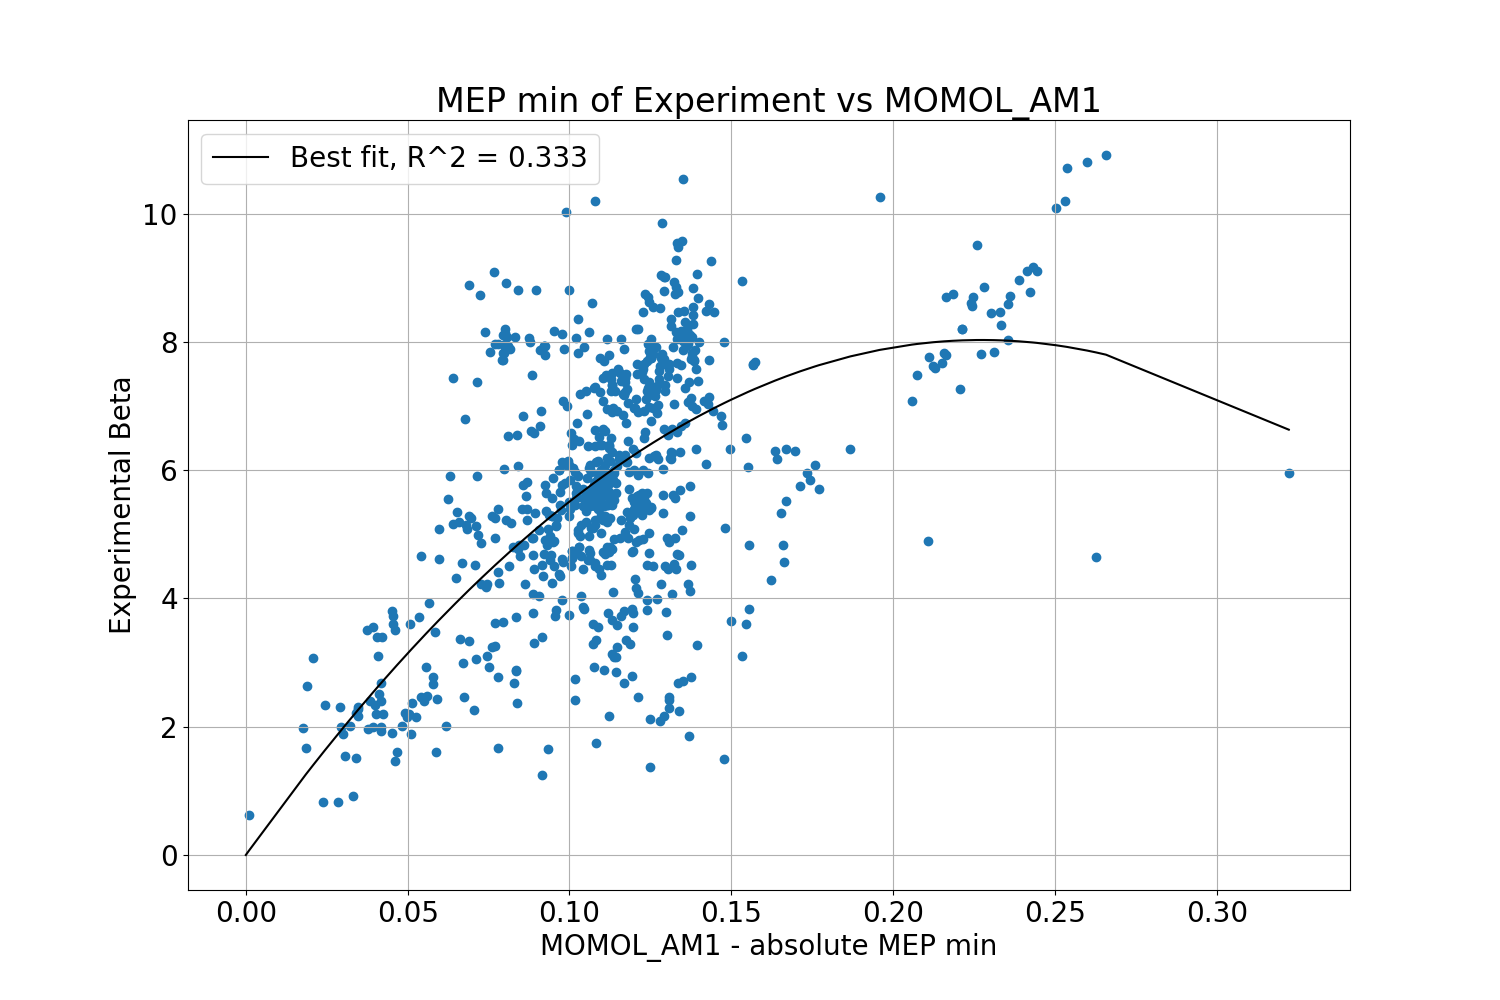 MEP min of Experiment vs MOMOL_AM1
Best fit, R^2 = 0.333
Experimental Beta
10
8
6
4
2
0
0.00 0.05 0.10 0.15 0.20 0.25 0.30
MOMOL_AM1 - absolute MEP min